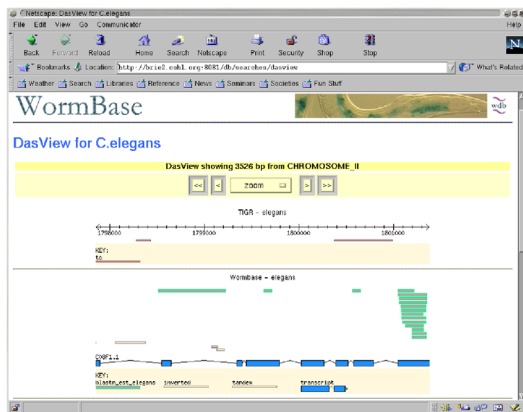 Netscape: DasView for C.elegans
File Edit View Go Communicator Help
Back Forward Reload Home Search Netscape Print Security Shop Stop
Bookmarks Location: http://brie2.cshl.org:8081/db/searches/dasview What's Related
Weather Search Libraries Reference News Seminars Societies Fun Stuff
WormBase
wdb
DasView for C.elegans
DasView showing 3526 bp from CHROMOSOME_II
<< < zoom > >>
TIGR - elegans
1798000 1799000 1800000 1801000
KEY:
tc
Wormbase - elegans
KEY:
blastn_est_elegans inverted tandem transcript